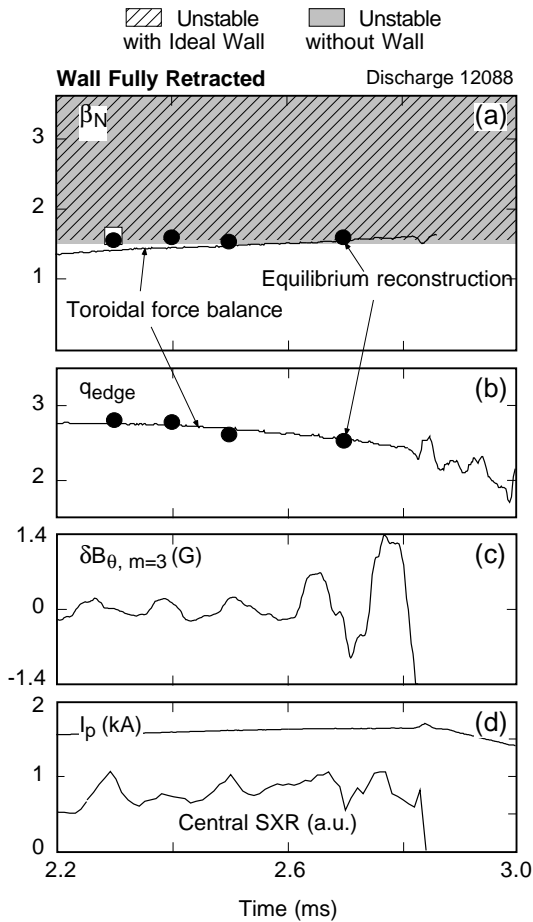 Unstable with Ideal Wall
Unstable without Wall
Wall Fully Retracted
Discharge 12088
β_N
(a)
3
2
1
Equilibrium reconstruction
Toroidal force balance
q_edge
(b)
3
2
1.4
δB_θ, m=3 (G)
(c)
0
-1.4
2
I_p (kA)
(d)
1
Central SXR (a.u.)
0
2.2
2.6
3.0
Time (ms)